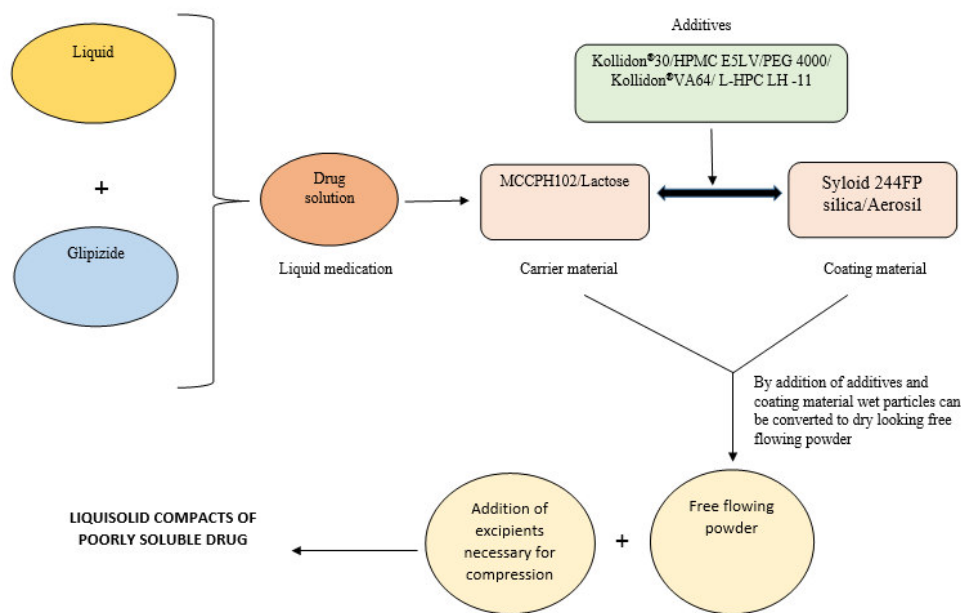 Liquid
+
Glipizide
Drug
solution
Liquid medication
Additives
Kollidon®30/HPMC E5LV/PEG 4000/
Kollidon®VA64/ L-HPC LH -11
MCCPH102/Lactose
Carrier material
Syloid 244FP
silica/Aerosil
Coating material
By addition of additives and
coating material wet particles can
be converted to dry looking free
flowing powder
Free flowing
powder
+
Addition of
excipients
necessary for
compression
LIQUISOLID COMPACTS OF
POORLY SOLUBLE DRUG